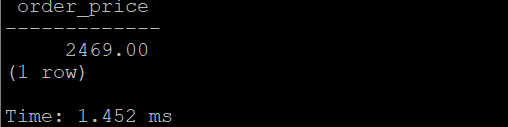 order_price
-------------
2469.00
(1 row)
Time: 1.452 ms